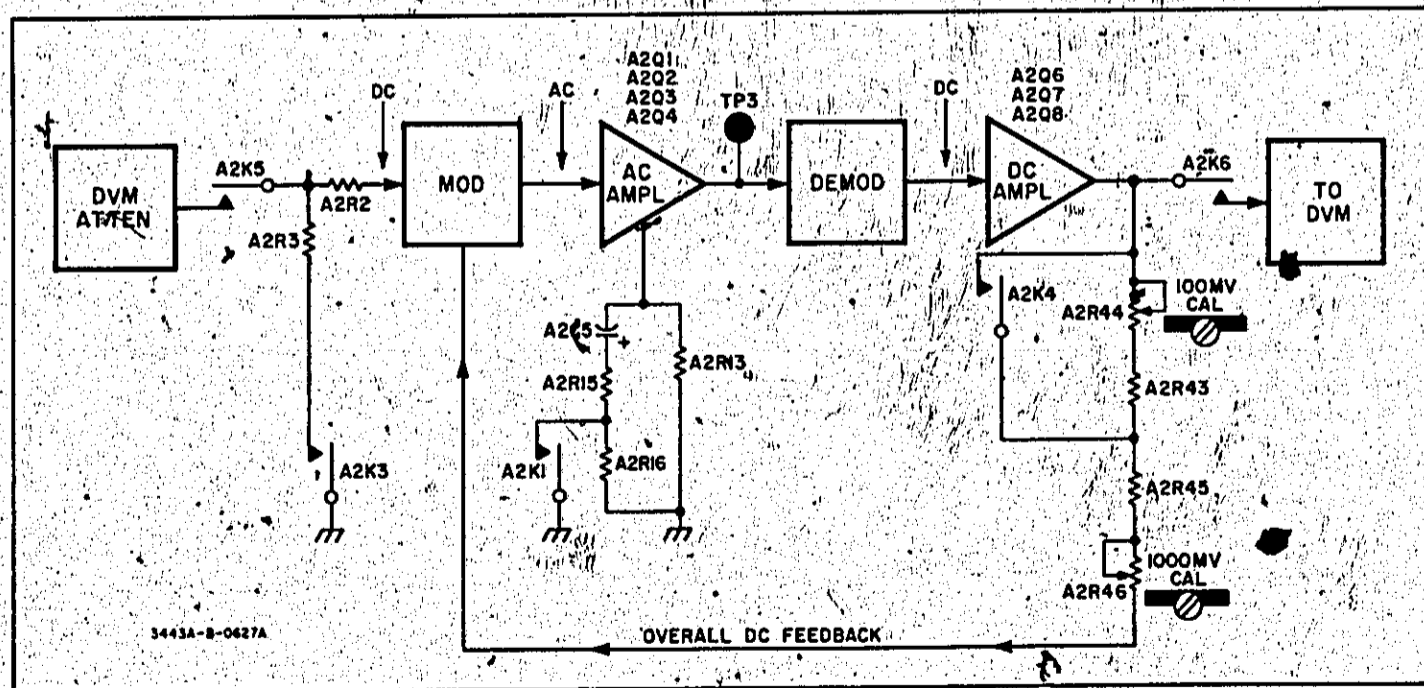 A2Q1
A2Q2
A2Q3
A2Q4
A2Q6
A2Q7
A2Q8
DC
AC
TP3
DC
DVM
ATTEN
A2K5
A2R2
MOD
AC
AMPL
DEMOD
DC
AMPL
A2K6
TO
DVM
A2R3
A2C5
+
A2R13
A2K4
100MV
CAL
A2R44
A2R15
A2R43
A2K3
A2K1
A2R16
A2R45
1000MV
CAL
A2R46
3443A-B-0627A
OVERALL DC FEEDBACK